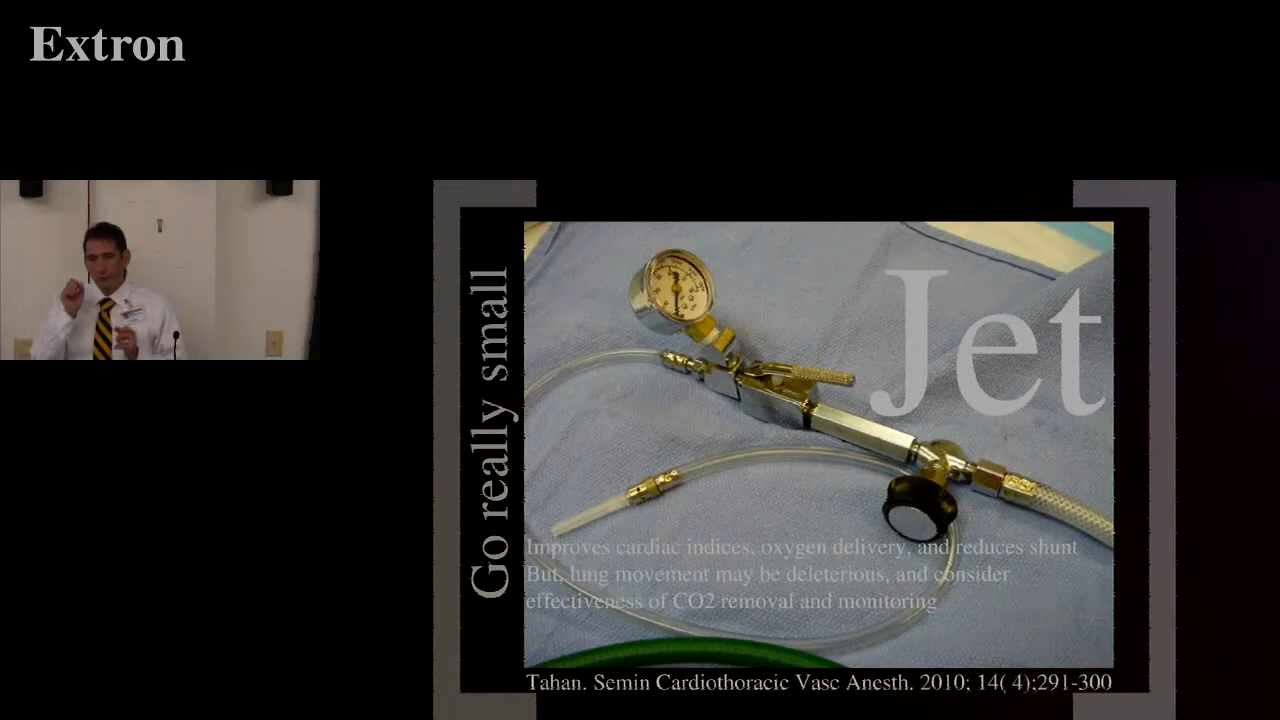 Extron
Go really small
Jet
Improves cardiac indices, oxygen delivery, and reduces shunt
But, lung movement may be deleterious, and consider
effectiveness of CO2 removal and monitoring
Tahan. Semin Cardiothoracic Vasc Anesth. 2010; 14( 4);291-300